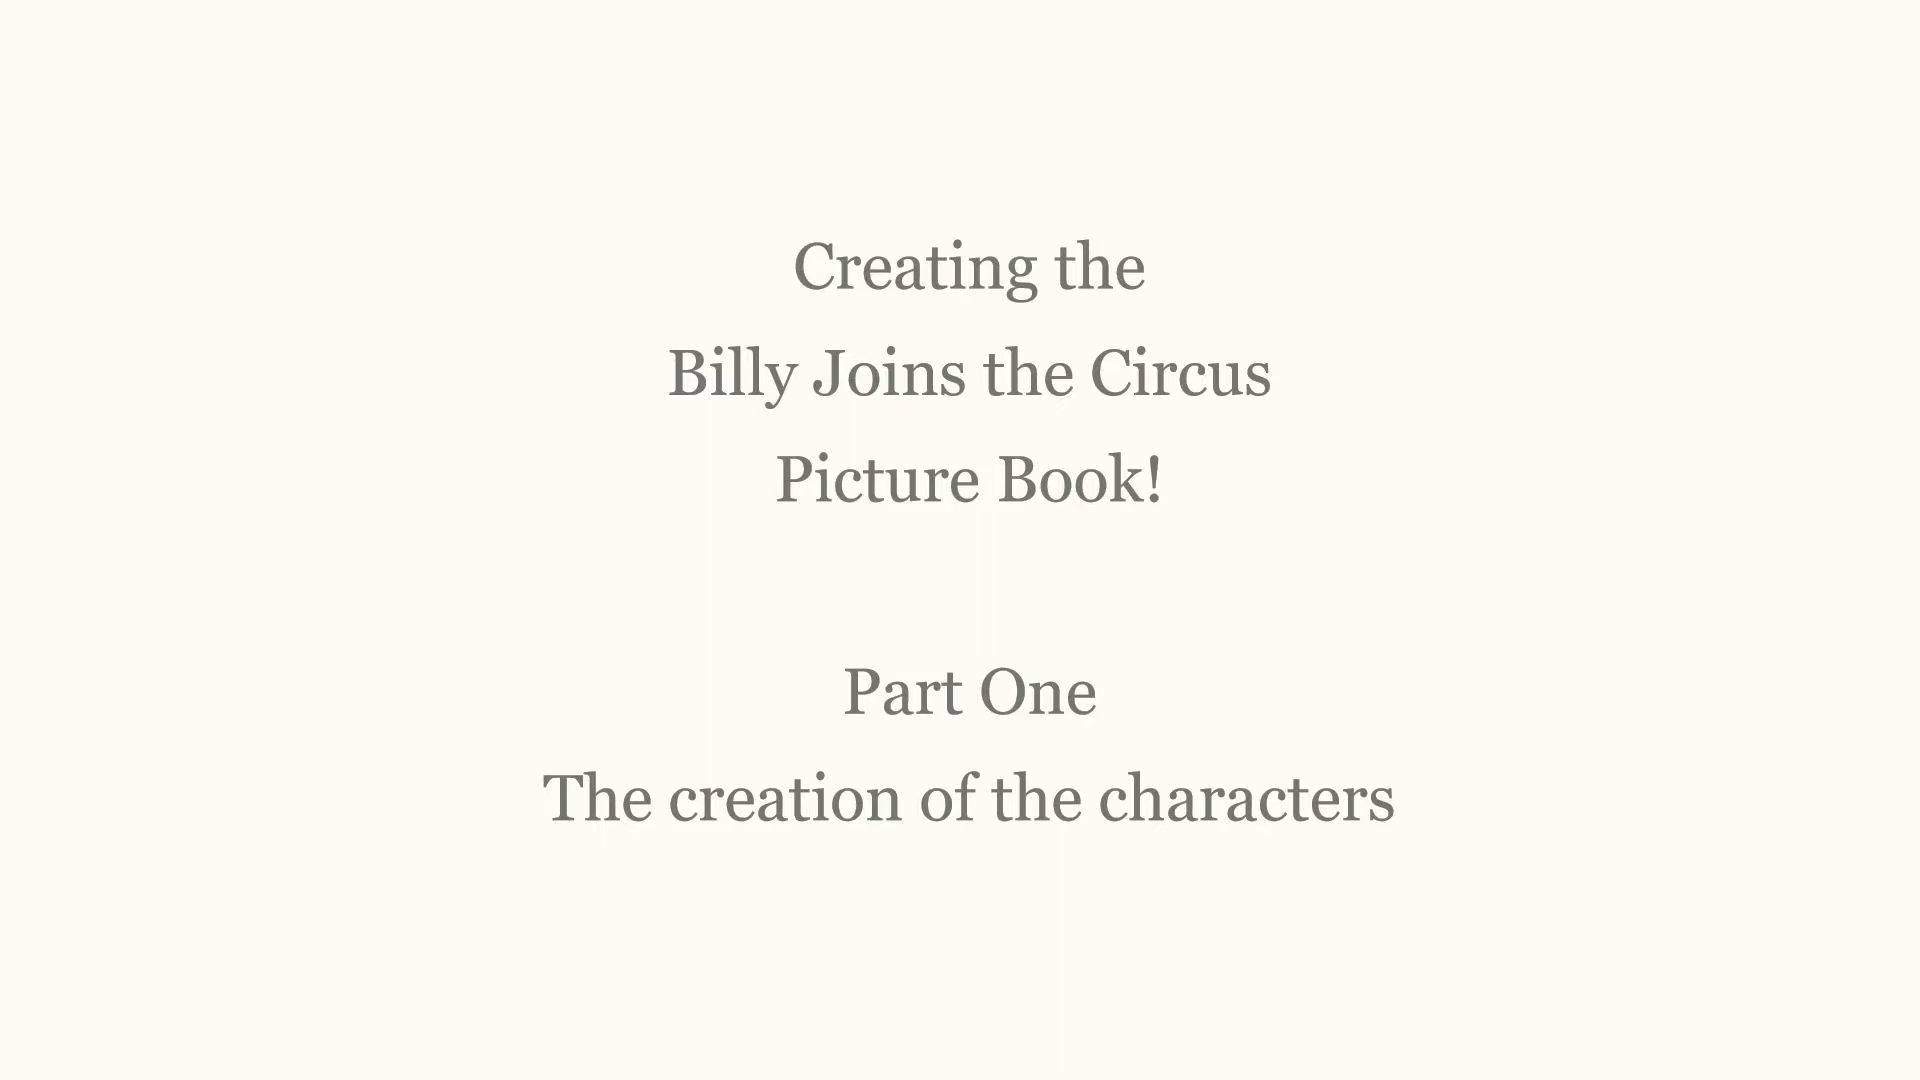 Creating the
Billy Joins the Circus
Picture Book!
Part One
The creation of the characters